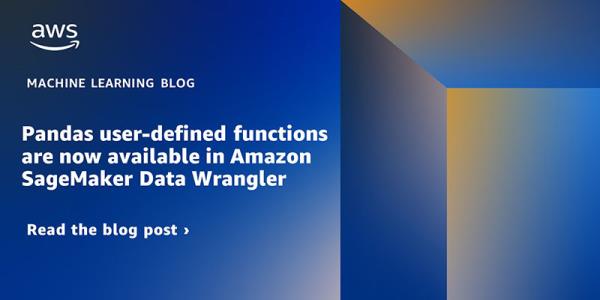 aws
MACHINE LEARNING BLOG
Pandas user-defined functions
are now available in Amazon
SageMaker Data Wrangler
Read the blog post ›